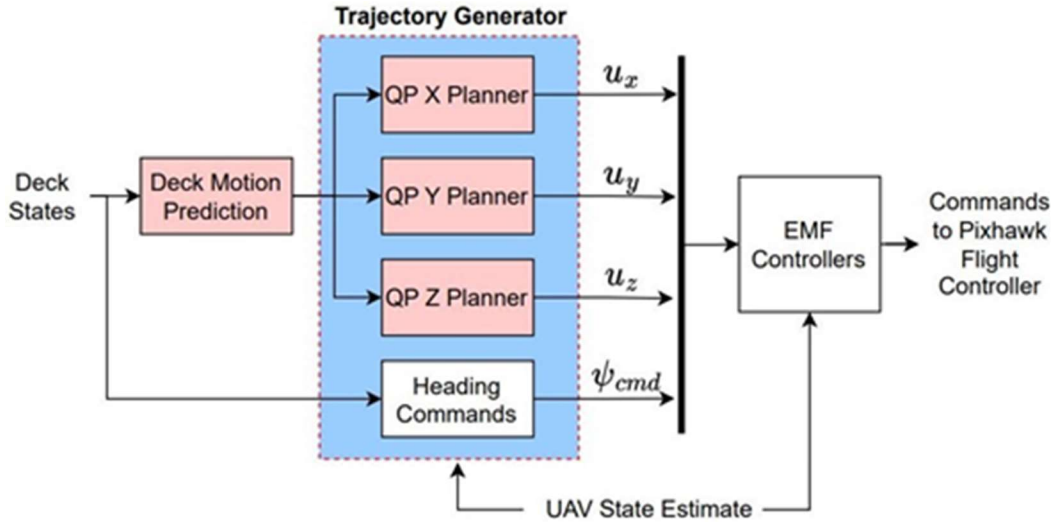 Trajectory Generator
QP X Planner
u_x
Deck
States
Deck Motion
Prediction
QP Y Planner
u_y
EMF
Controllers
Commands
to Pixhawk
Flight
Controller
QP Z Planner
u_z
Heading
Commands
ψ_cmd
UAV State Estimate